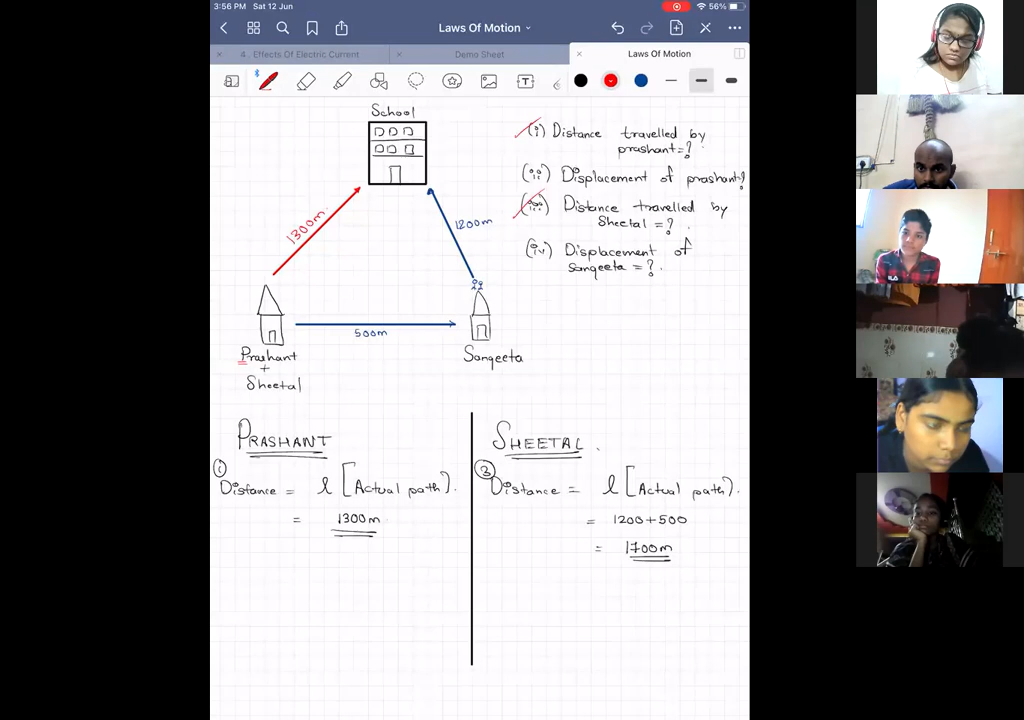 3:56 PM Sat 12 Jun
56%
Laws Of Motion
4. Effects Of Electric Current
Demo Sheet
Laws Of Motion
School
1300m
1200m
500m
Prashant
+
Sheetal
Sangeeta
(i) Distance travelled by
prashant=?
(ii) Displacement of prashant?
(iii) Distance travelled by
Sheetal =?
(iv) Displacement of
Sangeeta =?
PRASHANT
①
Distance = l [Actual path).
= 1300m
SHEETAL
③
Distance = l [Actual path).
= 1200+500
= 1700m